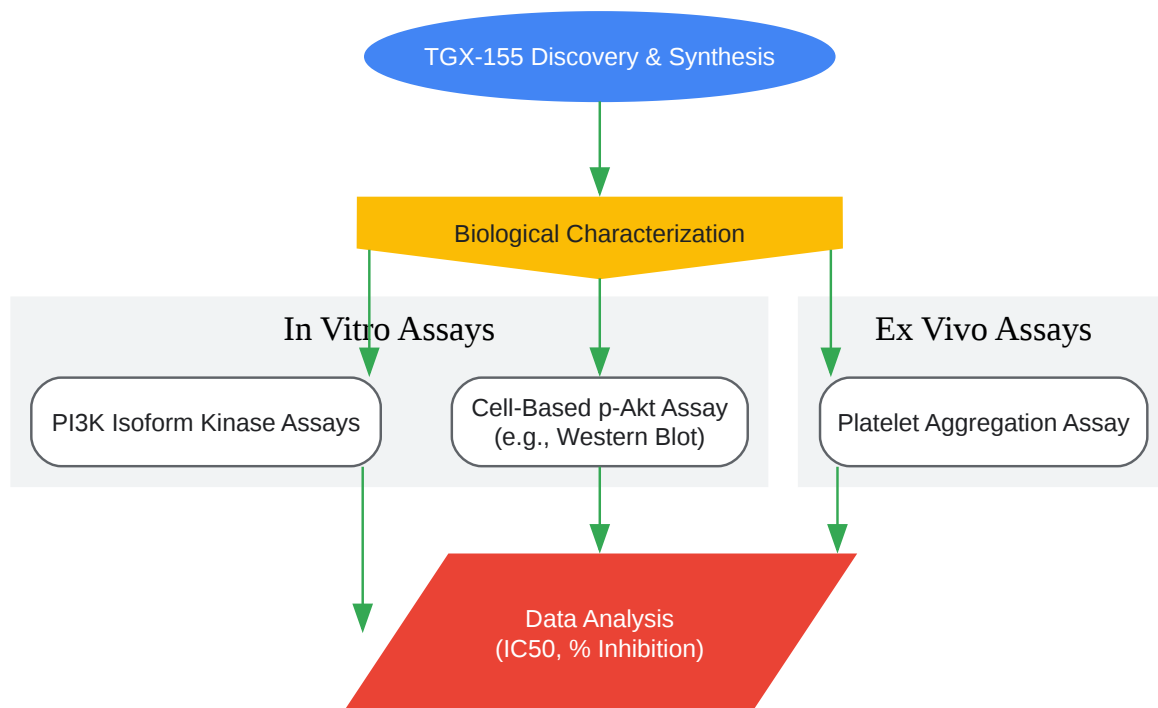 TGX-155 Discovery & Synthesis
Biological Characterization
In Vitro Assays
Ex Vivo Assays
PI3K Isoform Kinase Assays
Cell-Based p-Akt Assay
(e.g., Western Blot)
Platelet Aggregation Assay
Data Analysis
(IC50, % Inhibition)